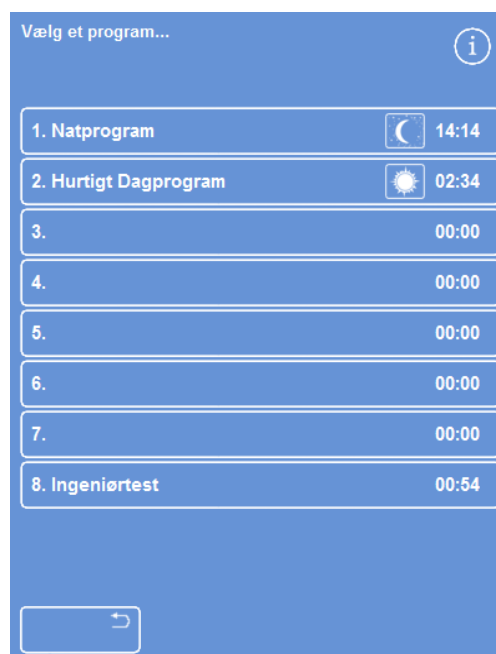 Vælg et program...
i
1. Natprogram 14:14
2. Hurtigt Dagprogram 02:34
3. 00:00
4. 00:00
5. 00:00
6. 00:00
7. 00:00
8. Ingeniørtest 00:54